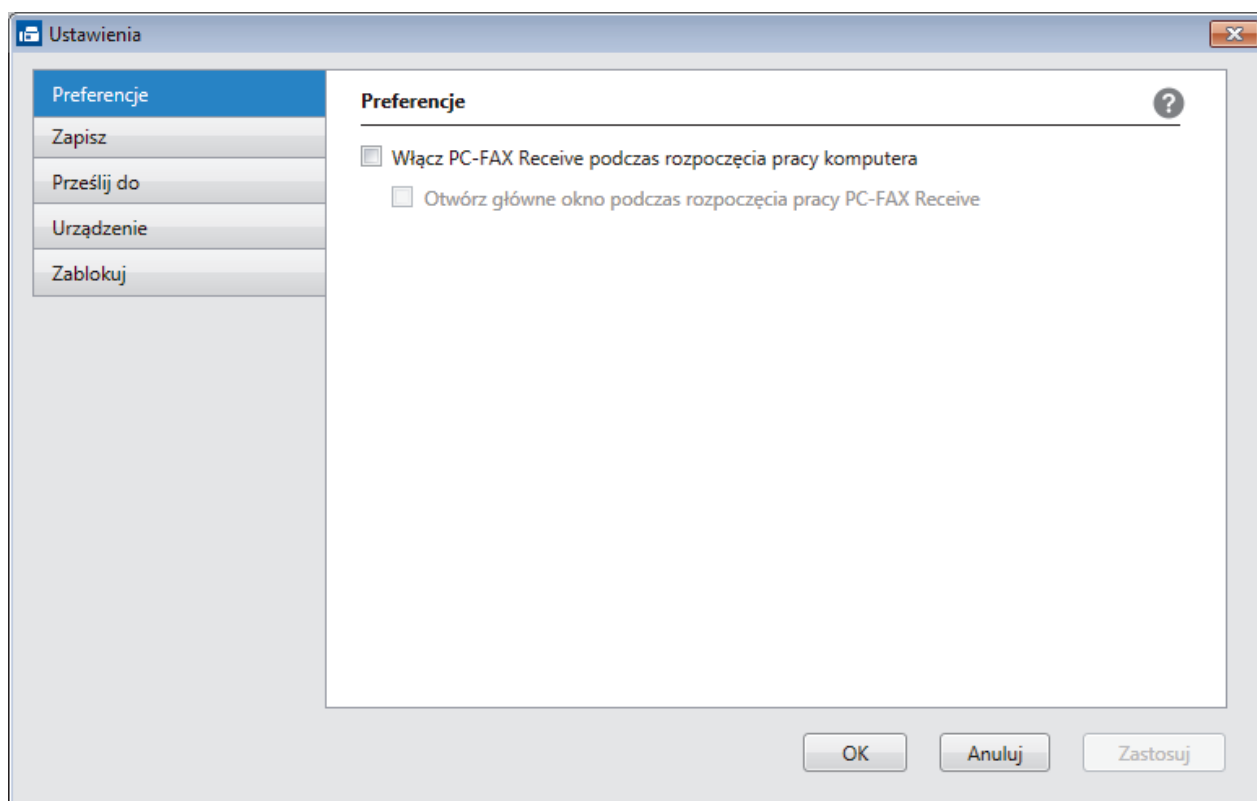 Ustawienia
Preferencje
Zapisz
Prześlij do
Urządzenie
Zablokuj
Preferencje
?
Włącz PC-FAX Receive podczas rozpoczęcia pracy komputera
Otwórz główne okno podczas rozpoczęcia pracy PC-FAX Receive
OK
Anuluj
Zastosuj